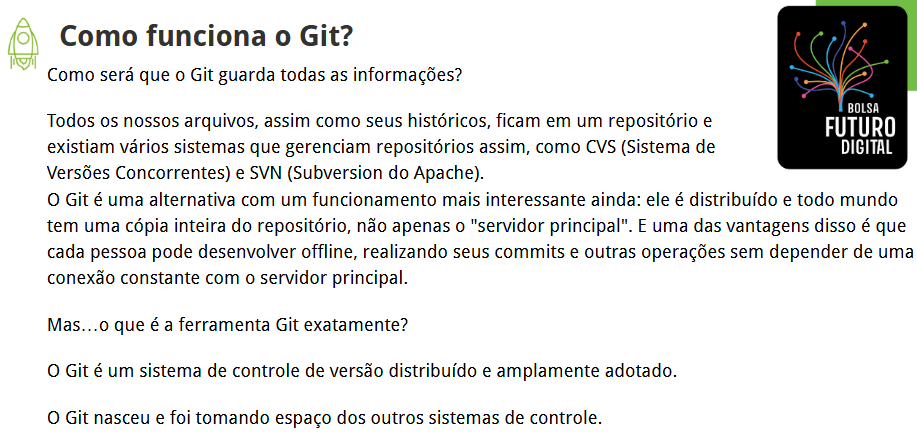 Como funciona o Git?
Como será que o Git guarda todas as informações?
Todos os nossos arquivos, assim como seus históricos, ficam em um repositório e
existiam vários sistemas que gerenciam repositórios assim, como CVS (Sistema de
Versões Concorrentes) e SVN (Subversion do Apache).
O Git é uma alternativa com um funcionamento mais interessante ainda: ele é distribuído e todo mundo
tem uma cópia inteira do repositório, não apenas o "servidor principal". E uma das vantagens disso é que
cada pessoa pode desenvolver offline, realizando seus commits e outras operações sem depender de uma
conexão constante com o servidor principal.
Mas…o que é a ferramenta Git exatamente?
O Git é um sistema de controle de versão distribuído e amplamente adotado.
O Git nasceu e foi tomando espaço dos outros sistemas de controle.
BOLSA
FUTURO
DIGITAL